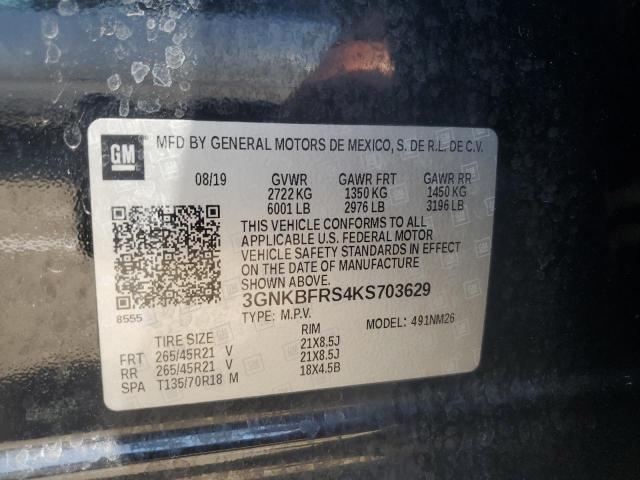 GM
MFD BY GENERAL MOTORS DE MEXICO, S. DE R.L. DE C.V.
08/19 GVWR GAWR FRT GAWR RR
2722 KG 1350 KG 1450 KG
6001 LB 2976 LB 3196 LB
THIS VEHICLE CONFORMS TO ALL
APPLICABLE U.S. FEDERAL MOTOR
VEHICLE SAFETY STANDARDS IN EFFECT
ON THE DATE OF MANUFACTURE
SHOWN ABOVE.
8555 3GNKBFRS4KS703629
TYPE: M.P.V. MODEL: 491NM26
TIRE SIZE RIM
FRT 265/45R21 V 21X8.5J
RR 265/45R21 V 21X8.5J
SPA T135/70R18 M 18X4.5B